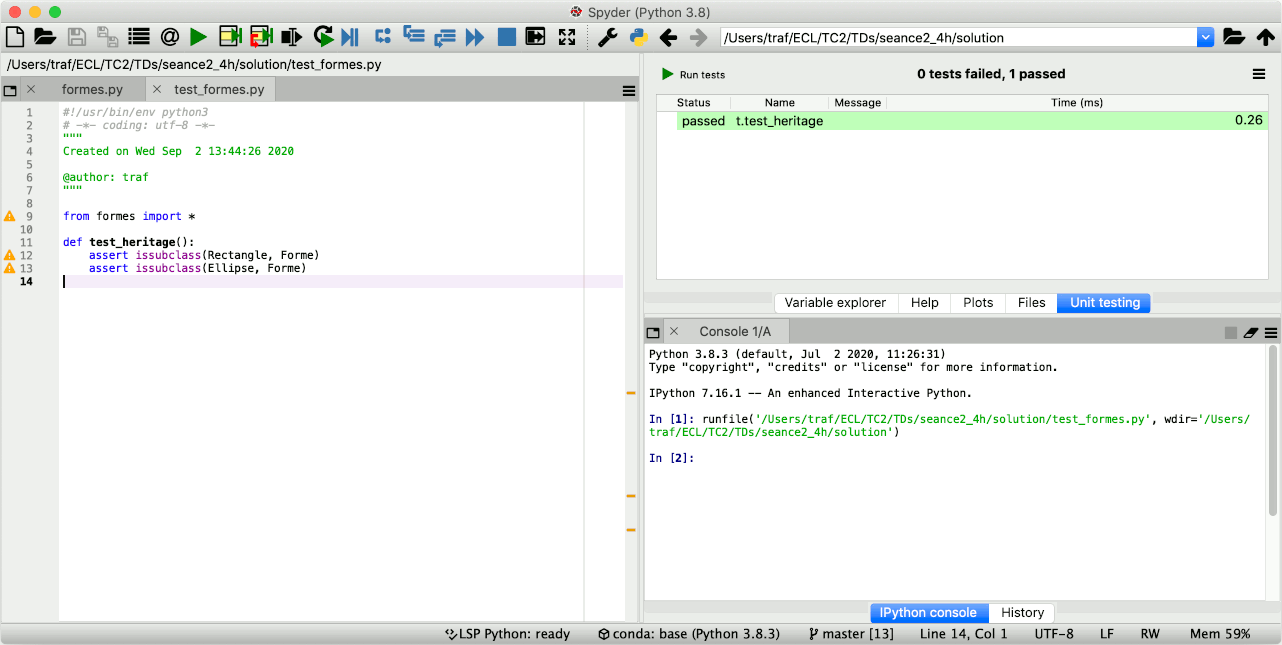 Spyder (Python 3.8)
/Users/traf/ECL/TC2/TDs/seance2_4h/solution
/Users/traf/ECL/TC2/TDs/seance2_4h/solution/test_formes.py
formes.py
test_formes.py
1 #!/usr/bin/env python3
2 # -*- coding: utf-8 -*-
3 """
4 Created on Wed Sep  2 13:44:26 2020
5
6 @author: traf
7 """
8
9 from formes import *
10
11 def test_heritage():
12     assert issubclass(Rectangle, Forme)
13     assert issubclass(Ellipse, Forme)
14
Run tests
0 tests failed, 1 passed
Status Name Message Time (ms)
passed t.test_heritage 0.26
Variable explorer Help Plots Files Unit testing
Console 1/A
Python 3.8.3 (default, Jul  2 2020, 11:26:31)
Type "copyright", "credits" or "license" for more information.
IPython 7.16.1 -- An enhanced Interactive Python.
In [1]: runfile('/Users/traf/ECL/TC2/TDs/seance2_4h/solution/test_formes.py', wdir='/Users/
traf/ECL/TC2/TDs/seance2_4h/solution')
In [2]:
IPython console History
LSP Python: ready conda: base (Python 3.8.3) master [13] Line 14, Col 1 UTF-8 LF RW Mem 59%